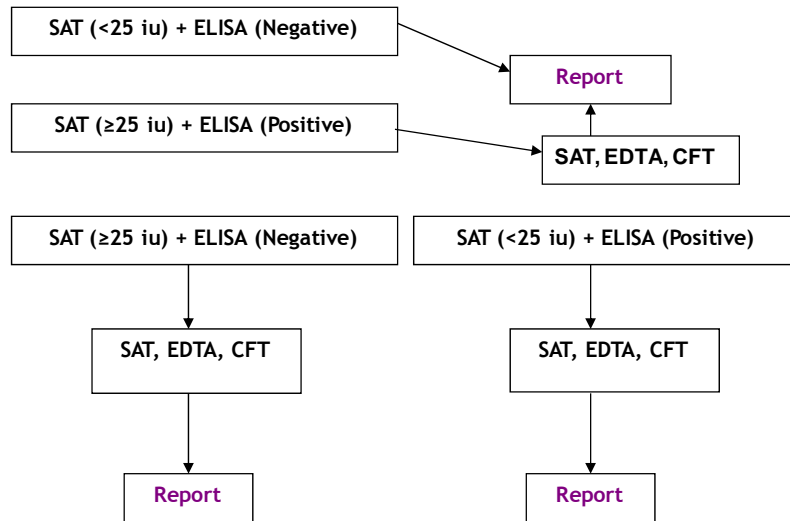 SAT (<25 iu) + ELISA (Negative)
Report
SAT (≥25 iu) + ELISA (Positive)
SAT, EDTA, CFT
SAT (≥25 iu) + ELISA (Negative)
SAT (<25 iu) + ELISA (Positive)
SAT, EDTA, CFT
SAT, EDTA, CFT
Report
Report